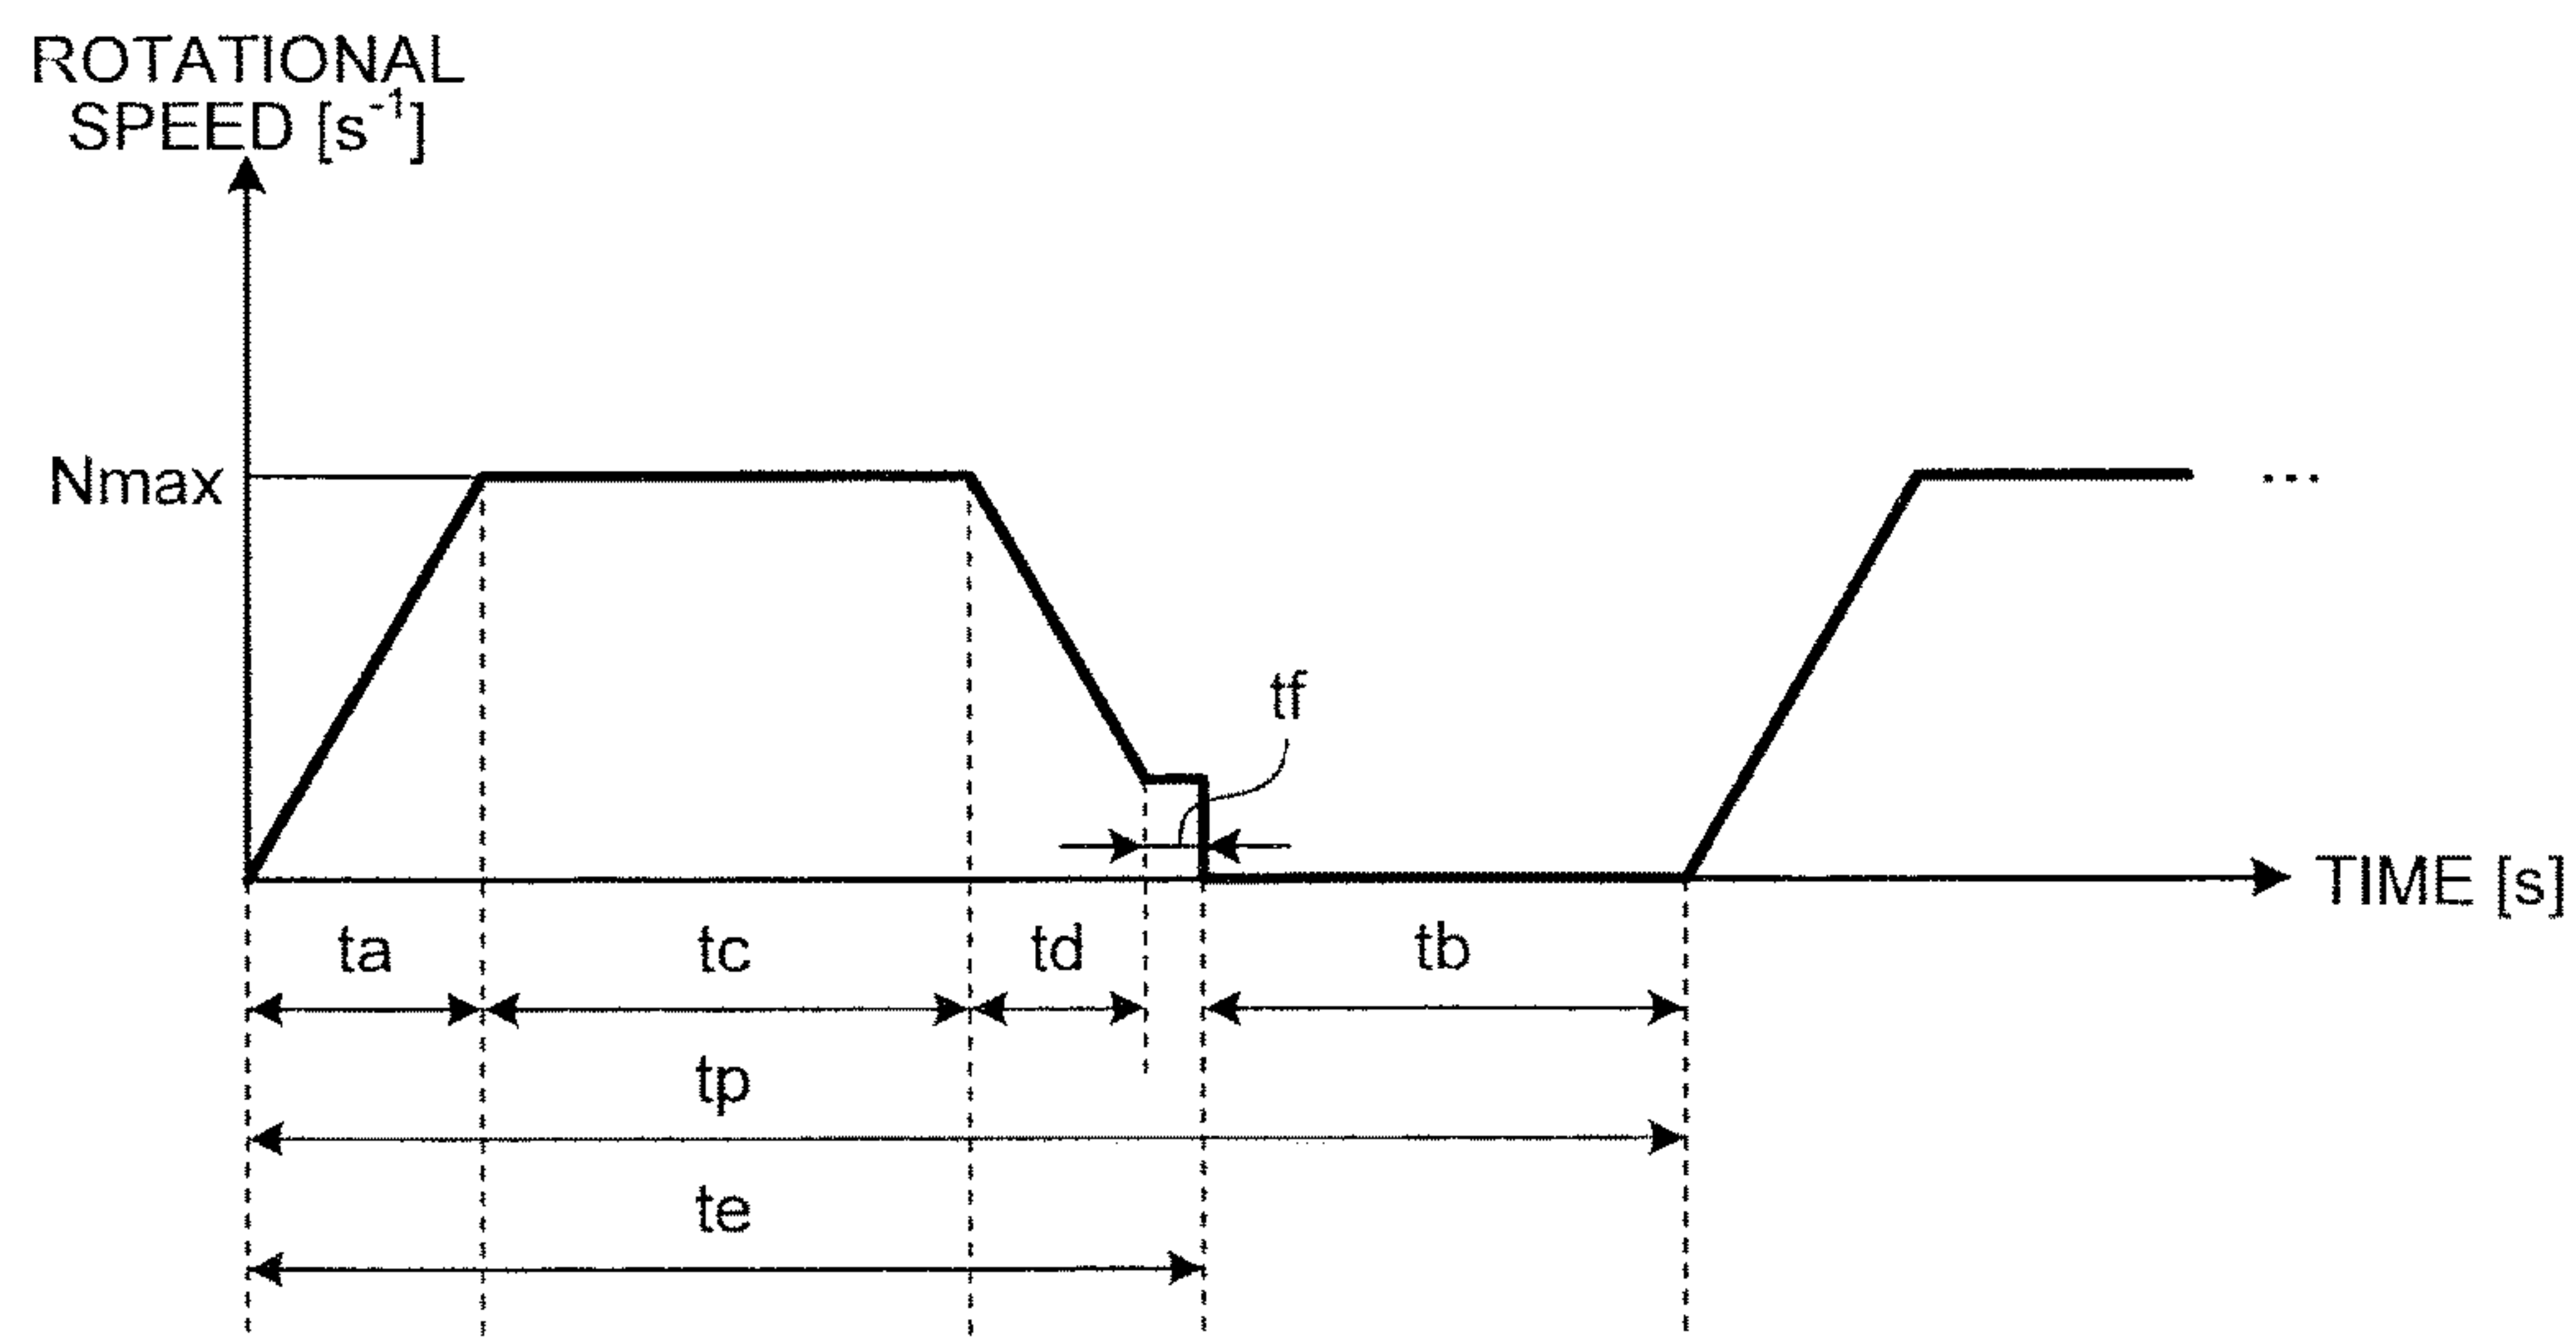 ROTATIONAL
SPEED [s⁻¹]
Nmax
...
tf
TIME [s]
ta tc td tb
tp
te